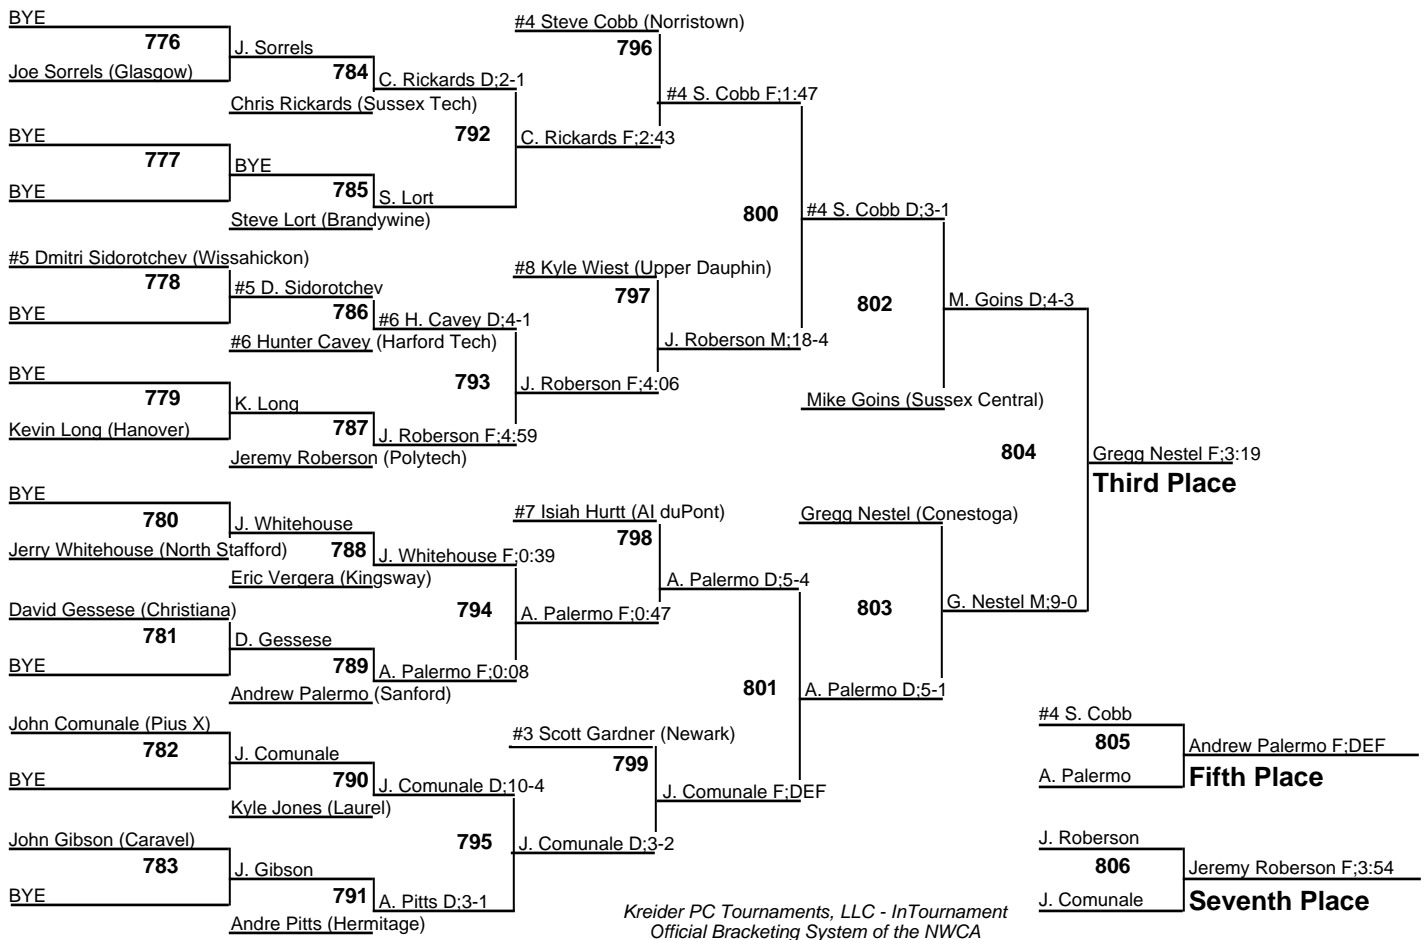 BYE
776
Joe Sorrels (Glasgow)
J. Sorrels
784
Chris Rickards (Sussex Tech)
C. Rickards D;2-1
BYE
777
BYE
BYE
785
Steve Lort (Brandywine)
S. Lort
792
C. Rickards F;2:43
#4 Steve Cobb (Norristown)
796
#4 S. Cobb F;1:47
#5 Dmitri Sidorotchev (Wissahickon)
778
BYE
#5 D. Sidorotchev
786
#6 Hunter Cavey (Harford Tech)
#6 H. Cavey D;4-1
BYE
779
Kevin Long (Hanover)
K. Long
787
Jeremy Roberson (Polytech)
J. Roberson F;4:59
793
J. Roberson F;4:06
#8 Kyle Wiest (Upper Dauphin)
797
J. Roberson M;18-4
800
#4 S. Cobb D;3-1
802
Mike Goins (Sussex Central)
M. Goins D;4-3
BYE
780
Jerry Whitehouse (North Stafford)
J. Whitehouse
788
Eric Vergera (Kingsway)
J. Whitehouse F;0:39
David Gessese (Christiana)
781
BYE
D. Gessese
789
Andrew Palermo (Sanford)
A. Palermo F;0:08
794
A. Palermo F;0:47
#7 Isiah Hurtt (AI duPont)
798
A. Palermo D;5-4
John Comunale (Pius X)
782
BYE
J. Comunale
790
Kyle Jones (Laurel)
J. Comunale D;10-4
John Gibson (Caravel)
783
BYE
J. Gibson
791
Andre Pitts (Hermitage)
A. Pitts D;3-1
795
J. Comunale D;3-2
#3 Scott Gardner (Newark)
799
J. Comunale F;DEF
801
A. Palermo D;5-1
Gregg Nestel (Conestoga)
803
G. Nestel M;9-0
804
Gregg Nestel F;3:19
Third Place
#4 S. Cobb
805
A. Palermo
Andrew Palermo F;DEF
Fifth Place
J. Roberson
806
J. Comunale
Jeremy Roberson F;3:54
Seventh Place
Kreider PC Tournaments, LLC - InTournament
Official Bracketing System of the NWCA